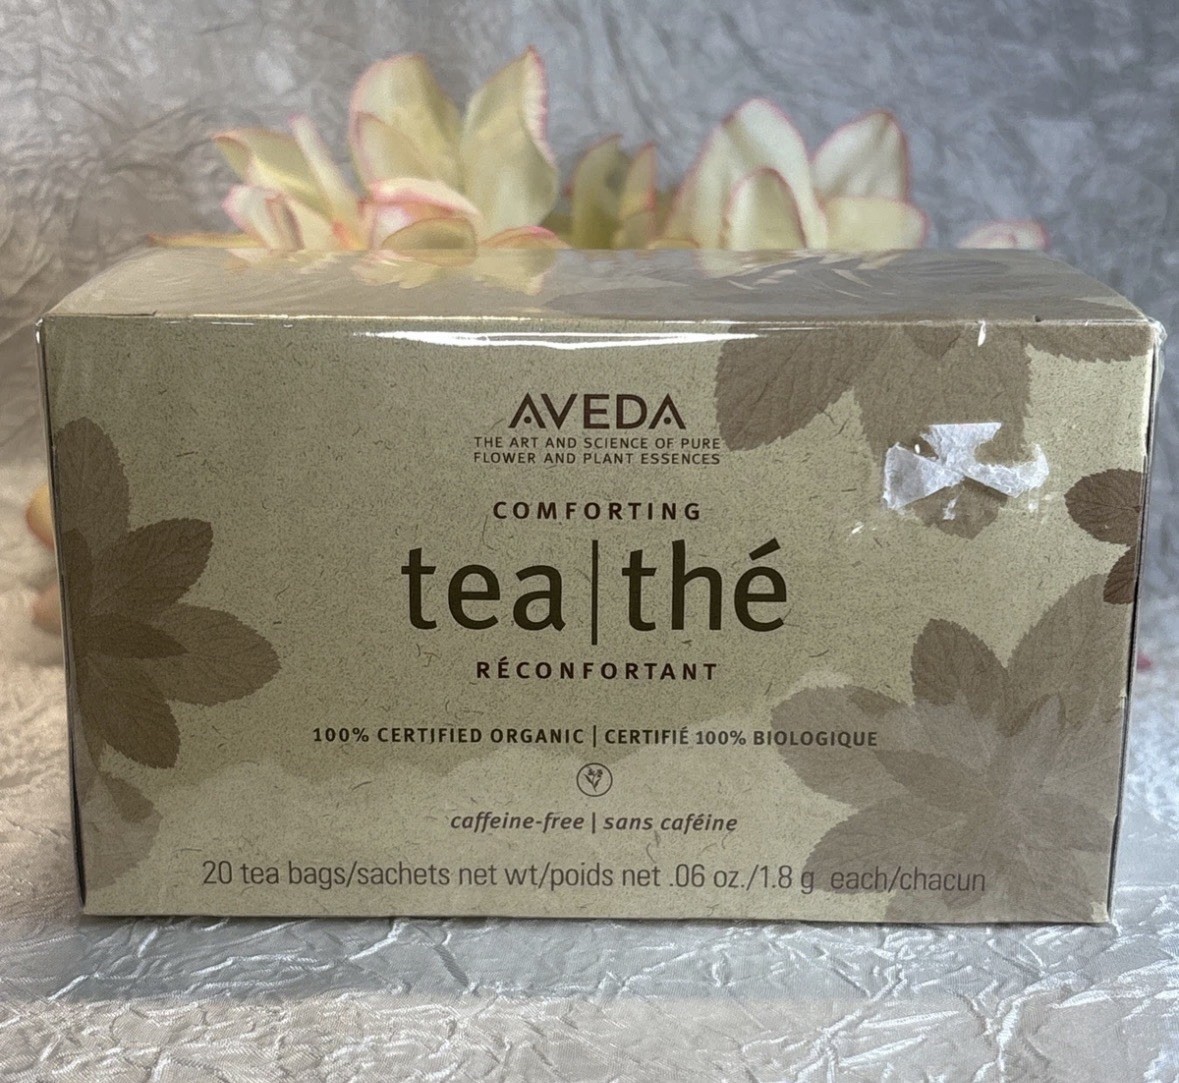 AVEDA
THE ART AND SCIENCE OF PURE
FLOWER AND PLANT ESSENCES
COMFORTING
tea|thé
RÉCONFORTANT
100% CERTIFIED ORGANIC | CERTIFIÉ 100% BIOLOGIQUE
caffeine-free | sans caféine
20 tea bags/sachets net wt/poids net .06 oz./1.8 g each/chacun